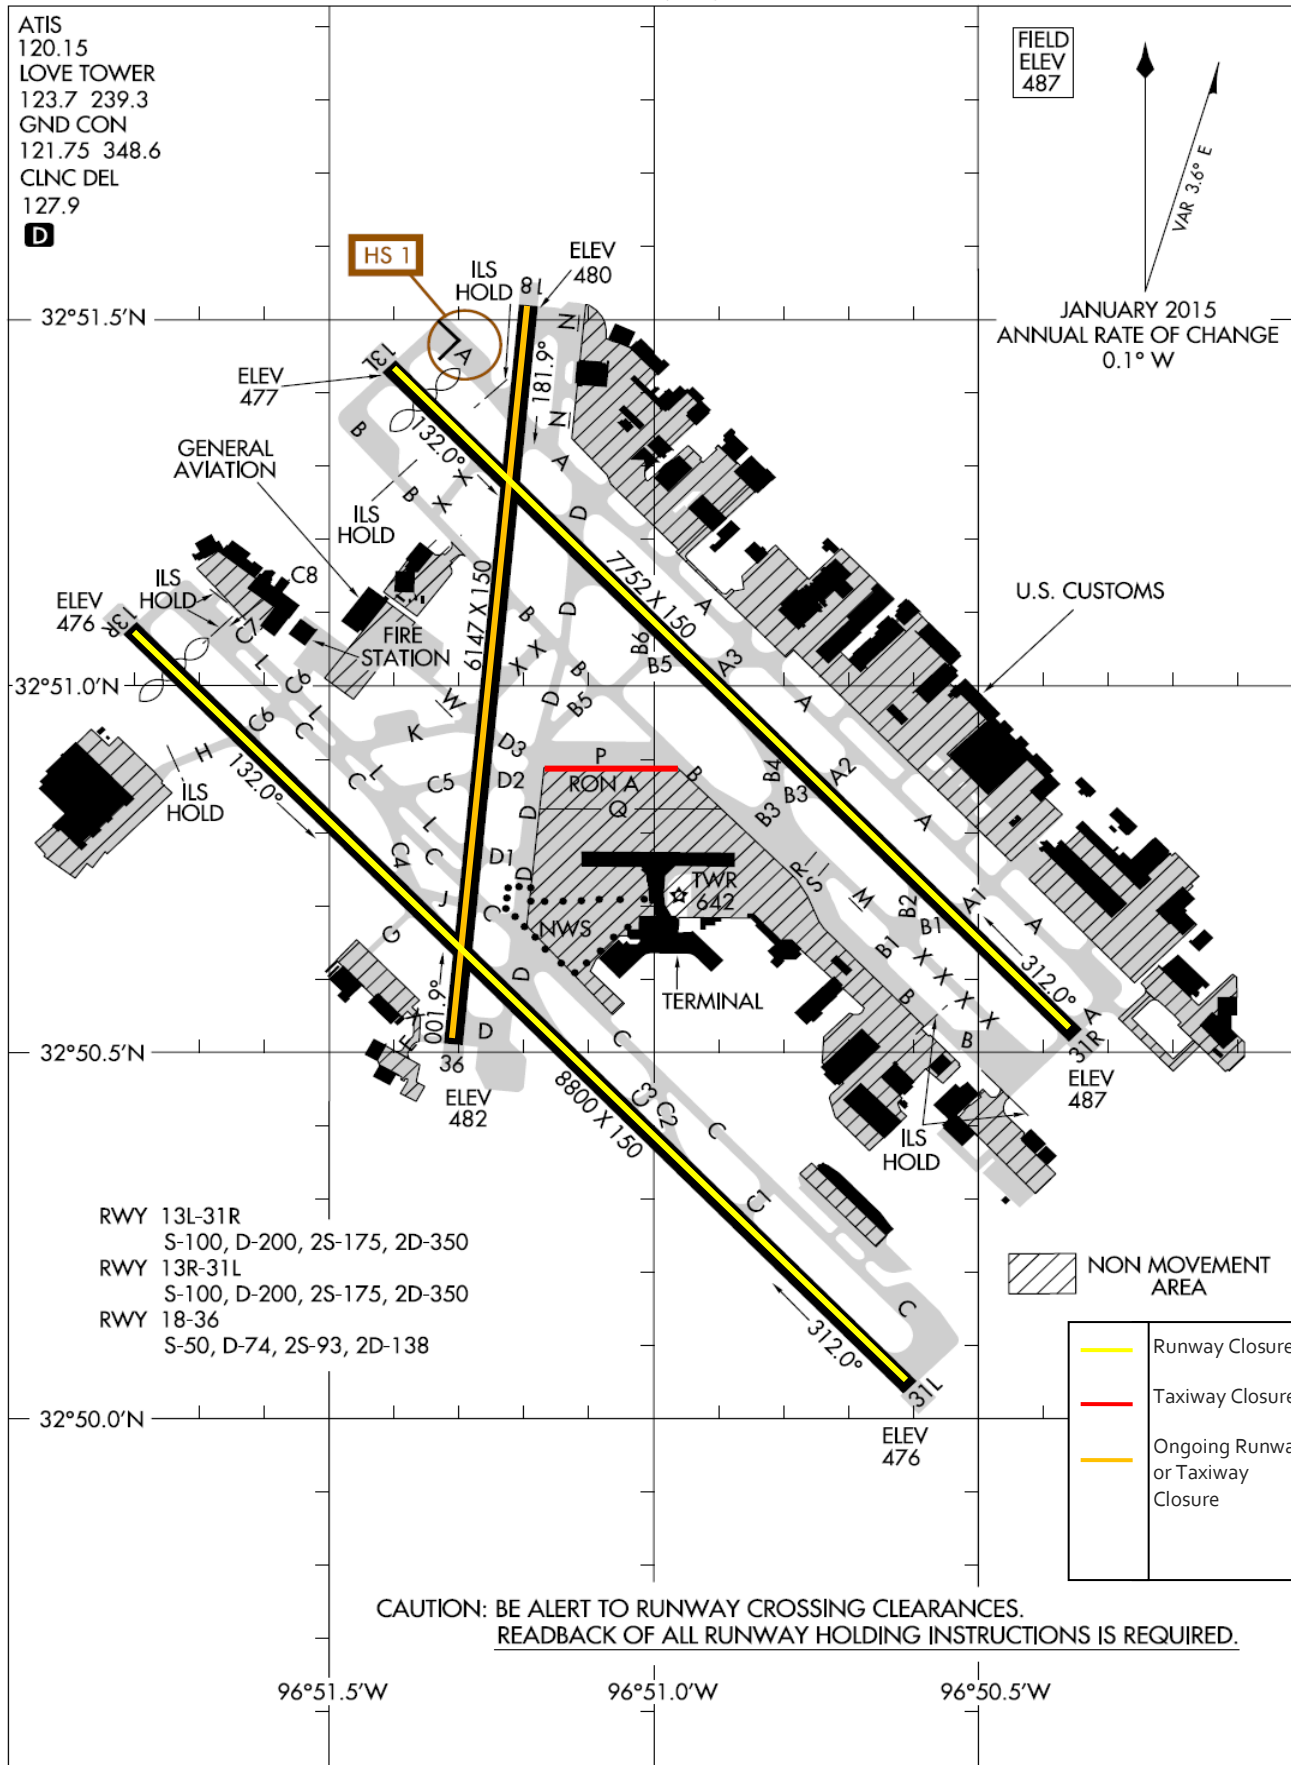 ATIS
120.15
LOVE TOWER
123.7 239.3
GND CON
121.75 348.6
CLNC DEL
127.9
D
FIELD
ELEV
487
VAR 3.6° E
JANUARY 2015
ANNUAL RATE OF CHANGE
0.1° W
HS 1
ILS
HOLD
18
ELEV
480
32°51.5'N
A
N
181.9°
13L
ELEV
477
132.0°
N
B
X
A
GENERAL
AVIATION
B
X
D
ILS
HOLD
7752 X 150
6147 X 150
A
C8
ILS
HOLD
U.S. CUSTOMS
ELEV
476
13R
C7
FIRE
STATION
B
D
B6
L
X
X
B
B5
A3
32°51.0'N
C6
W
D
B5
A
C6
L
C
K
D3
P
B
H
132.0°
L
C
C5
D2
RON A
B4
A2
B3
ILS
HOLD
D
Q
B3
A
L
C4
C
D1
D
TWR
642
R
S
M
J
C
B2
A1
NWS
B1
A
G
B1
X
X
X
X
D
TERMINAL
312.0°
001.9°
B
A
E
D
C
B
31R
32°50.5'N
36
ELEV
482
ELEV
487
8800 X 150
C3
C2
C
ILS
HOLD
C1
RWY 13L-31R
S-100, D-200, 2S-175, 2D-350
RWY 13R-31L
S-100, D-200, 2S-175, 2D-350
RWY 18-36
S-50, D-74, 2S-93, 2D-138
NON MOVEMENT
AREA
C
312.0°
31L
Runway Closure
Taxiway Closure
32°50.0'N
ELEV
476
Ongoing Runwa
or Taxiway
Closure
CAUTION: BE ALERT TO RUNWAY CROSSING CLEARANCES.
READBACK OF ALL RUNWAY HOLDING INSTRUCTIONS IS REQUIRED.
96°51.5'W
96°51.0'W
96°50.5'W